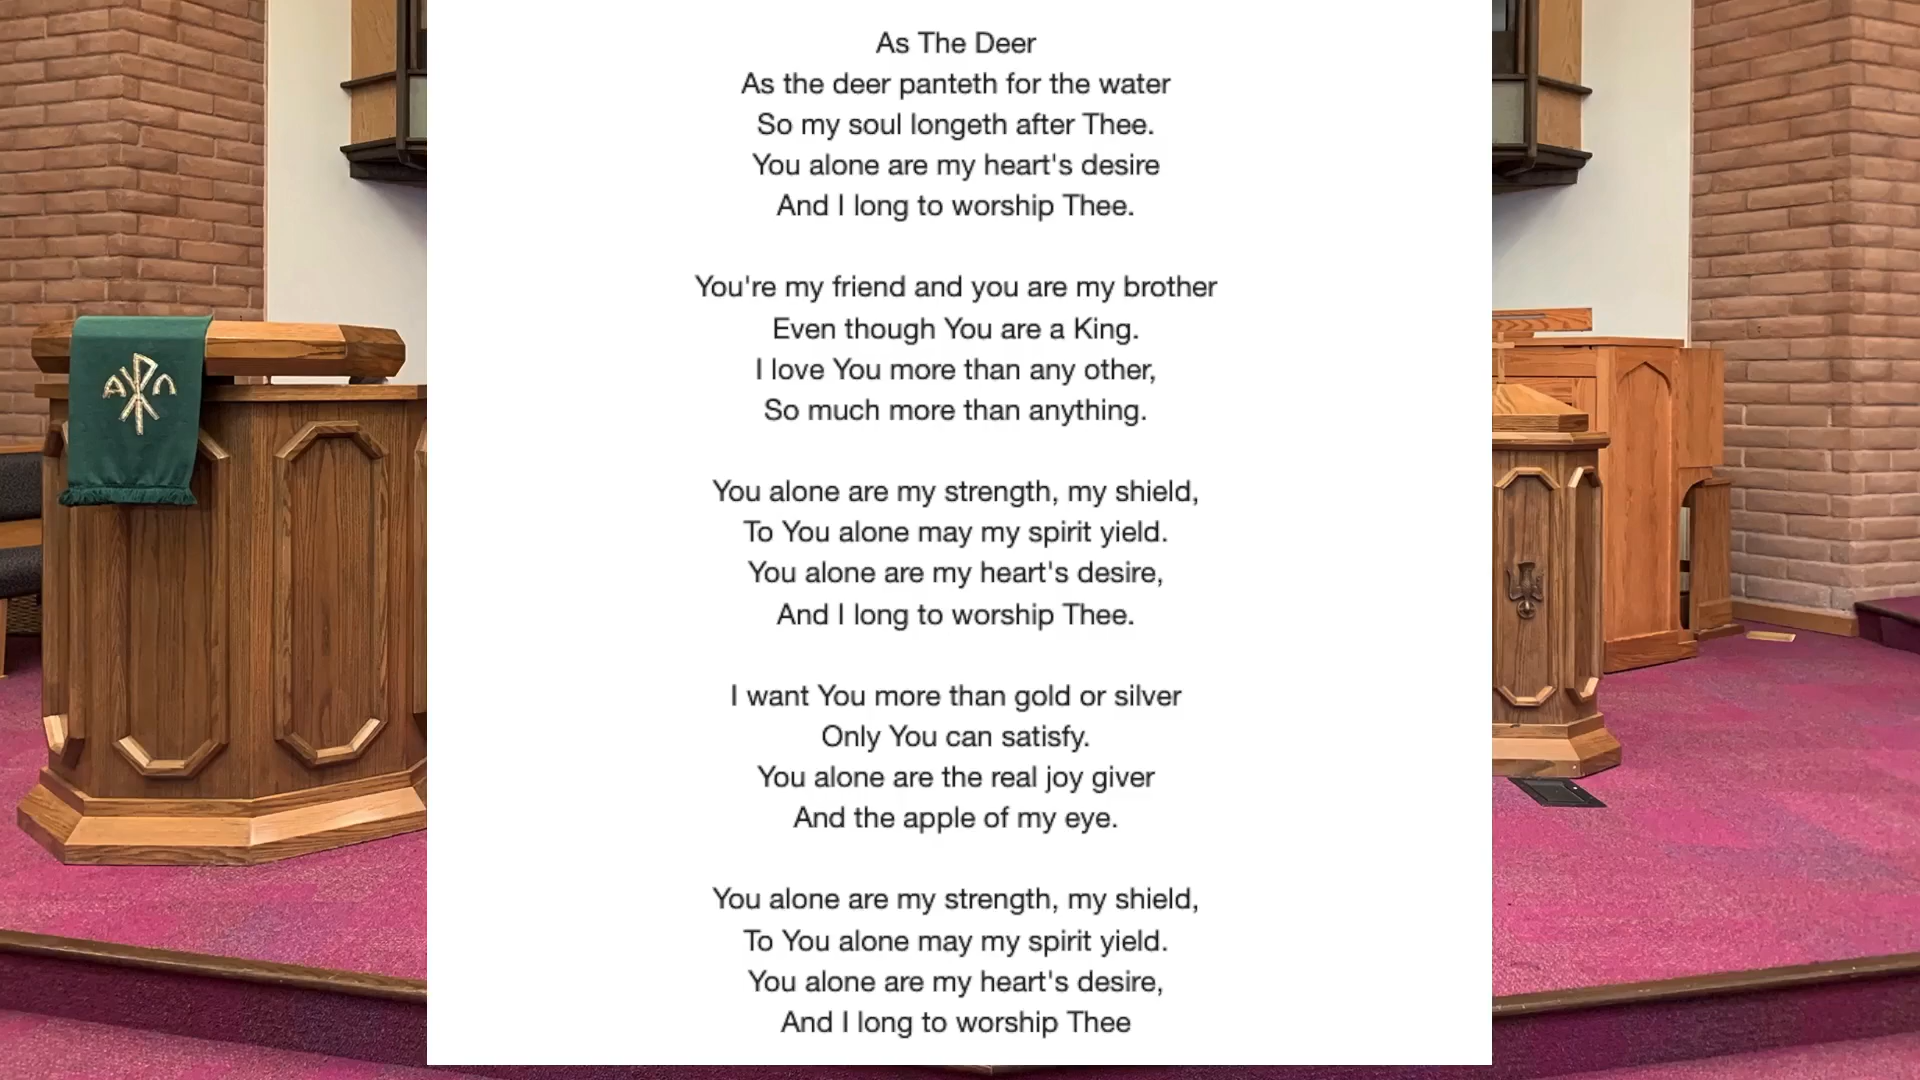 As The Deer
As the deer panteth for the water
So my soul longeth after Thee.
You alone are my heart's desire
And I long to worship Thee.
You're my friend and you are my brother
Even though You are a King.
I love You more than any other,
So much more than anything.
You alone are my strength, my shield,
To You alone may my spirit yield.
You alone are my heart's desire,
And I long to worship Thee.
I want You more than gold or silver
Only You can satisfy.
You alone are the real joy giver
And the apple of my eye.
You alone are my strength, my shield,
To You alone may my spirit yield.
You alone are my heart's desire,
And I long to worship Thee